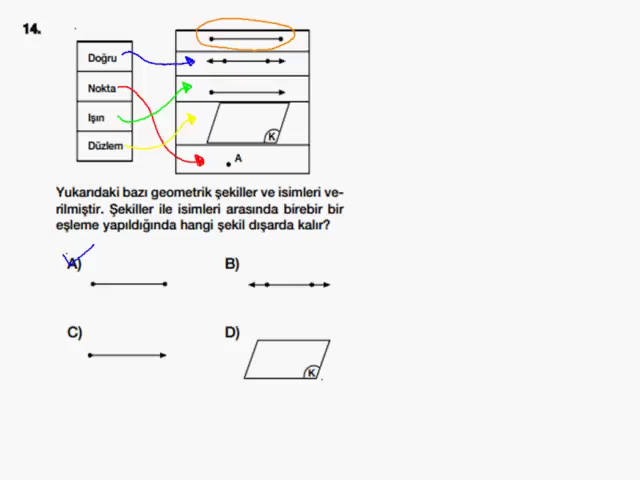 14.
Doğru
Nokta
Işın
Düzlem
K
A
Yukarıdaki bazı geometrik şekiller ve isimleri ve-
rilmiştir. Şekiller ile isimleri arasında birebir bir
eşleme yapıldığında hangi şekil dışarda kalır?
A)
B)
C)
D)
K